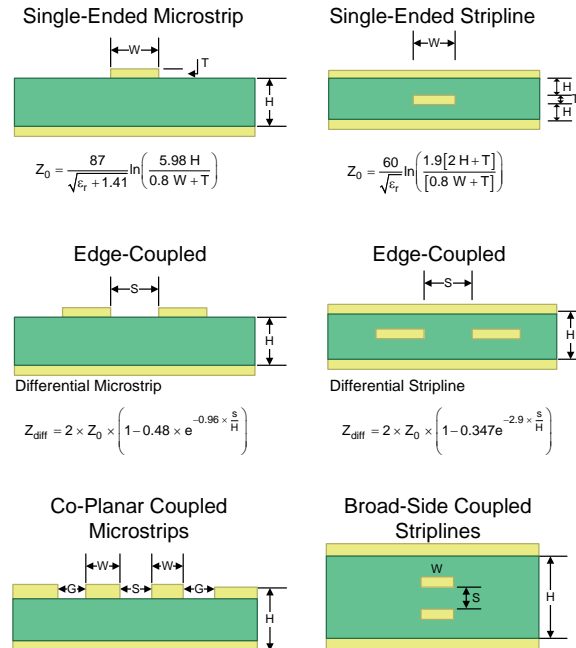 Single-Ended Microstrip
W
T
H
Z₀ = 87 / √(εᵣ + 1.41) ln(5.98 H / (0.8 W + T))
Single-Ended Stripline
W
H
T
H
Z₀ = 60 / √εᵣ ln(1.9[2 H + T] / [0.8 W + T])
Edge-Coupled
S
H
Differential Microstrip
Z_diff = 2 × Z₀ × (1 − 0.48 × e^(−0.96 × s/H))
Edge-Coupled
S
H
Differential Stripline
Z_diff = 2 × Z₀ × (1 − 0.347e^(−2.9 × s/H))
Co-Planar Coupled
Microstrips
W W
G S G
H
Broad-Side Coupled
Striplines
W
S
H